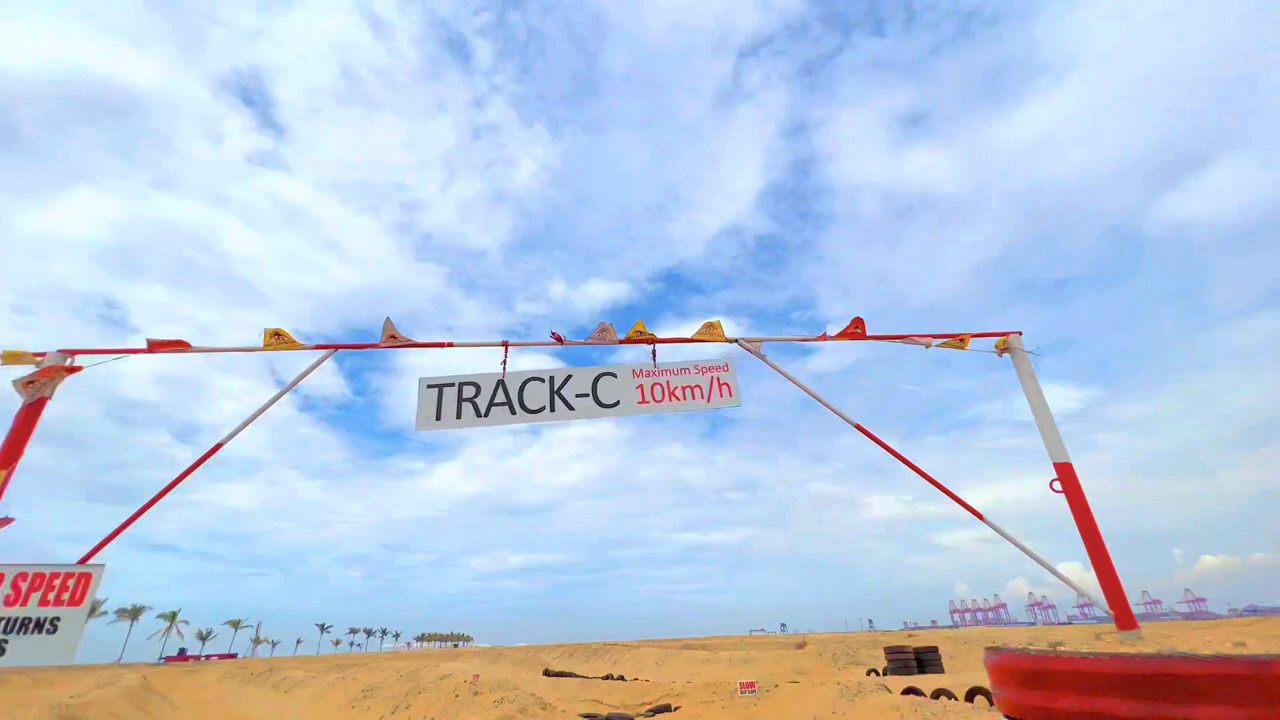 TRACK-C
Maximum Speed
10km/h
SPEED
TURNS
SLOW